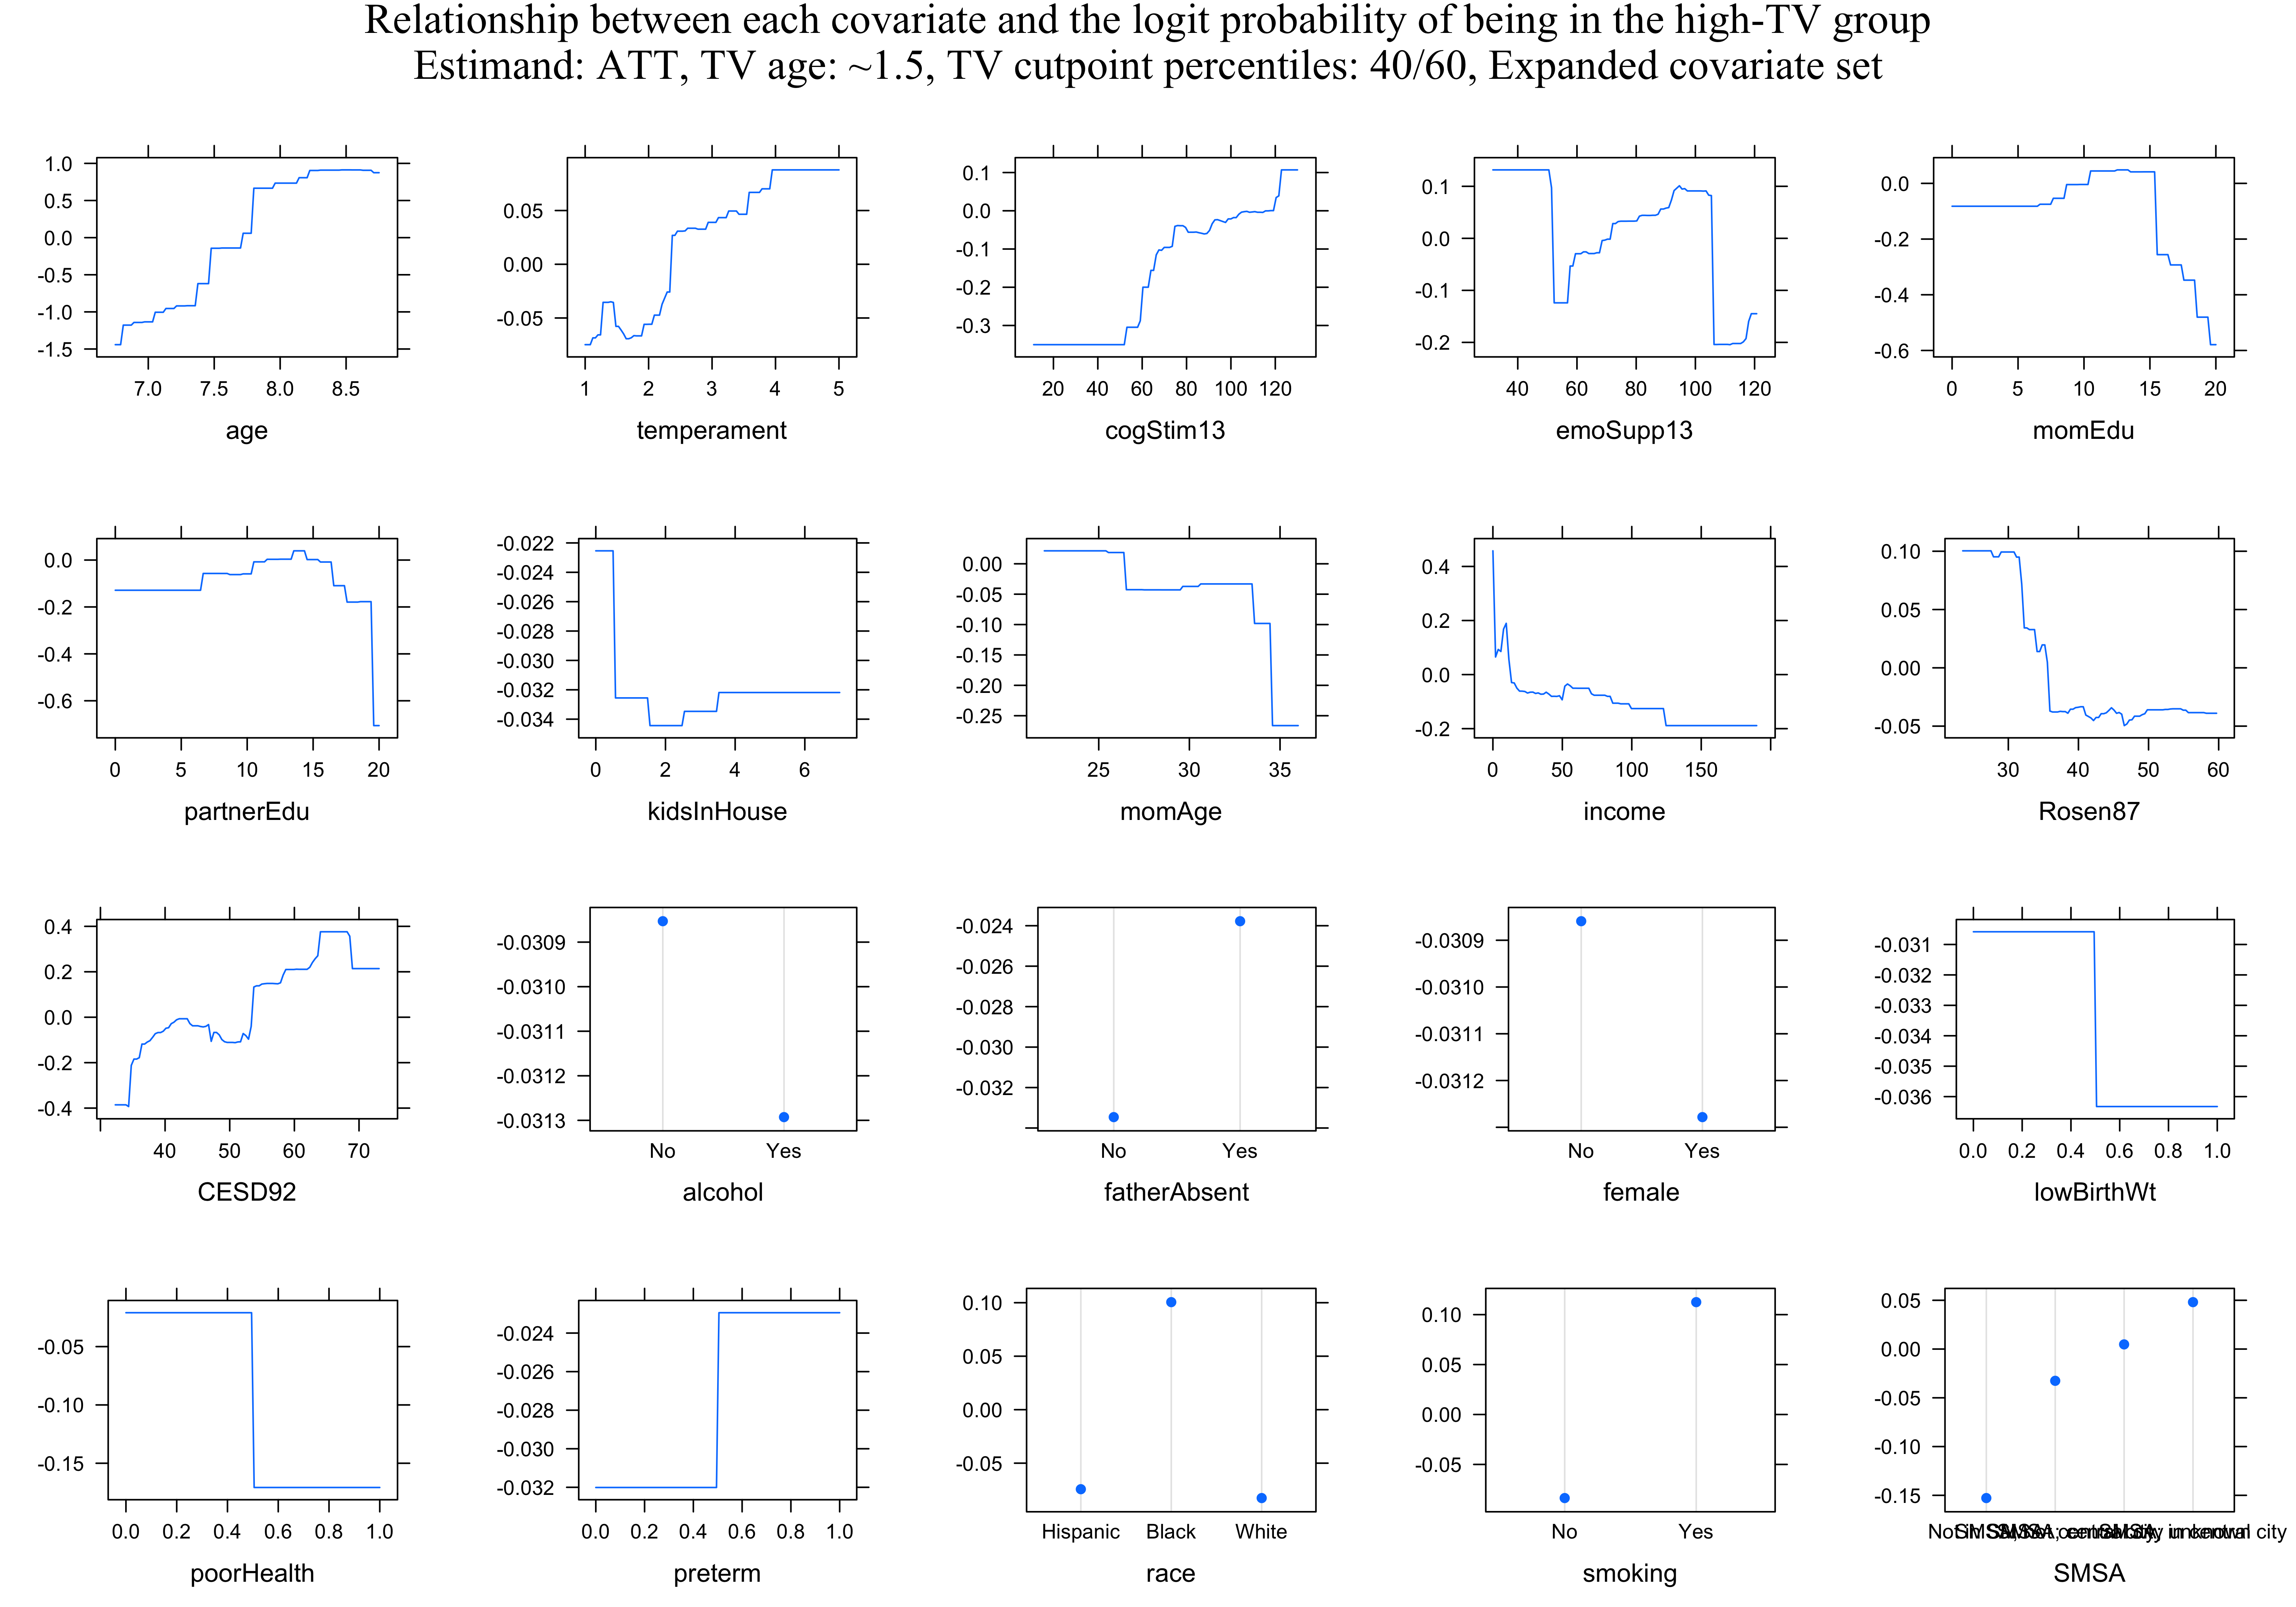 Relationship between each covariate and the logit probability of being in the high-TV group
Estimand: ATT, TV age: ~1.5, TV cutpoint percentiles: 40/60, Expanded covariate set
1.0
0.5
0.0
-0.5
-1.0
-1.5
7.0 7.5 8.0 8.5
age
0.05
0.00
-0.05
1 2 3 4 5
temperament
0.1
0.0
-0.1
-0.2
-0.3
20 40 60 80 100 120
cogStim13
0.1
0.0
-0.1
-0.2
40 60 80 100 120
emoSupp13
0.0
-0.2
-0.4
-0.6
0 5 10 15 20
momEdu
0.0
-0.2
-0.4
-0.6
0 5 10 15 20
partnerEdu
-0.022
-0.024
-0.026
-0.028
-0.030
-0.032
-0.034
0 2 4 6
kidsInHouse
0.00
-0.05
-0.10
-0.15
-0.20
-0.25
25 30 35
momAge
0.4
0.2
0.0
-0.2
0 50 100 150
income
0.10
0.05
0.00
-0.05
30 40 50 60
Rosen87
0.4
0.2
0.0
-0.2
-0.4
40 50 60 70
CESD92
-0.0309
-0.0310
-0.0311
-0.0312
-0.0313
No Yes
alcohol
-0.024
-0.026
-0.028
-0.030
-0.032
No Yes
fatherAbsent
-0.0309
-0.0310
-0.0311
-0.0312
No Yes
female
-0.031
-0.032
-0.033
-0.034
-0.035
-0.036
0.0 0.2 0.4 0.6 0.8 1.0
lowBirthWt
-0.05
-0.10
-0.15
0.0 0.2 0.4 0.6 0.8 1.0
poorHealth
-0.024
-0.026
-0.028
-0.030
-0.032
0.0 0.2 0.4 0.6 0.8 1.0
preterm
0.10
0.05
0.00
-0.05
Hispanic Black White
race
0.10
0.05
0.00
-0.05
No Yes
smoking
0.05
0.00
-0.05
-0.10
-0.15
city
SMSA